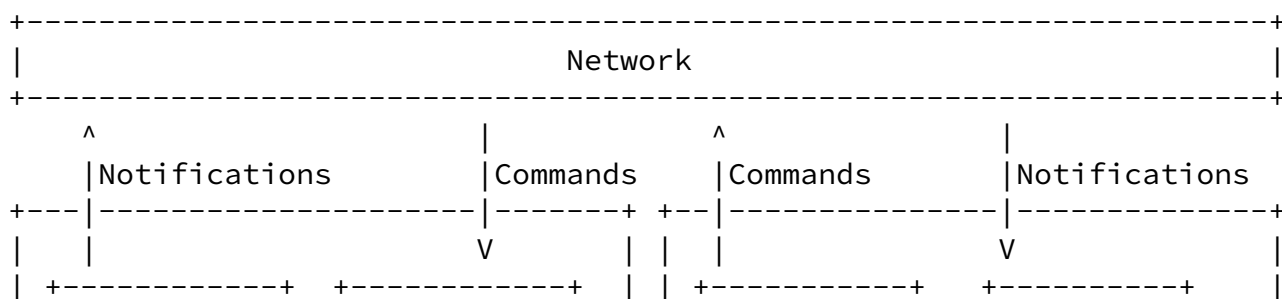 +---------------------------------------------------------------------+
|                              Network                                |
+---------------------------------------------------------------------+
    ^                     |            ^               |
    |Notifications        |Commands    |Commands       |Notifications
+---|---------------------|-------+ +--|---------------|--------------+
|   |                     V       | |  |               V              |
| +------------+  +------------+  | | +-----------+   +----------+   |